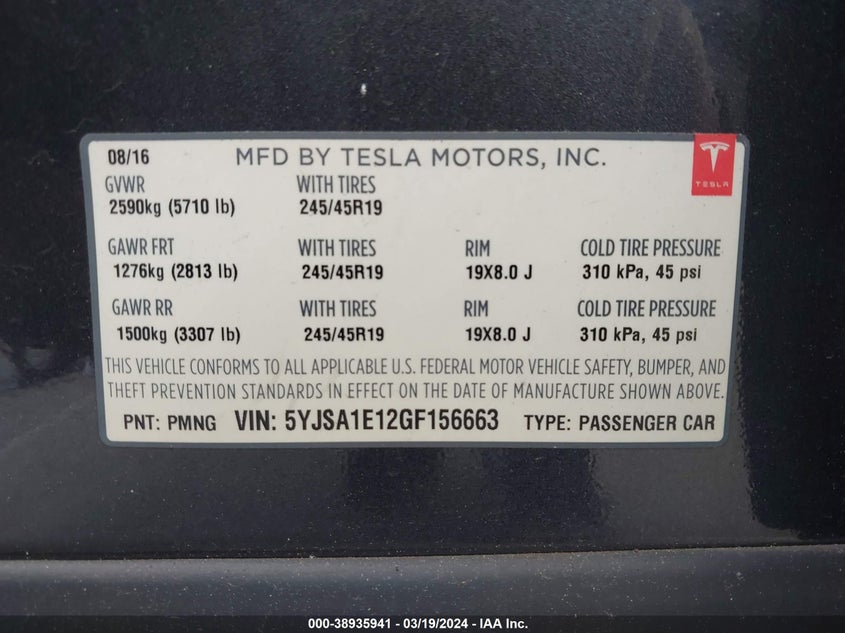 08/16 MFD BY TESLA MOTORS, INC.
TESLA
GVWR WITH TIRES
2590kg (5710 lb) 245/45R19
GAWR FRT WITH TIRES RIM COLD TIRE PRESSURE
1276kg (2813 lb) 245/45R19 19X8.0 J 310 kPa, 45 psi
GAWR RR WITH TIRES RIM COLD TIRE PRESSURE
1500kg (3307 lb) 245/45R19 19X8.0 J 310 kPa, 45 psi
THIS VEHICLE CONFORMS TO ALL APPLICABLE U.S. FEDERAL MOTOR VEHICLE SAFETY, BUMPER, AND
THEFT PREVENTION STANDARDS IN EFFECT ON THE DATE OF MANUFACTURE SHOWN ABOVE.
PNT: PMNG VIN: 5YJSA1E12GF156663 TYPE: PASSENGER CAR
000-38935941 - 03/19/2024 - IAA Inc.